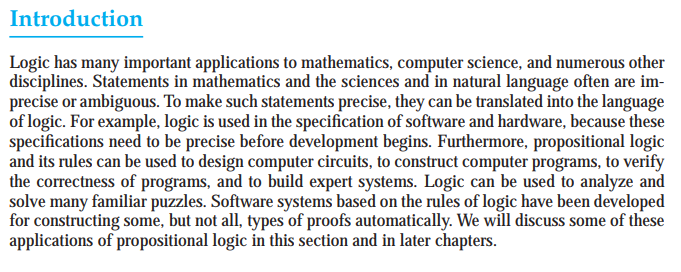 Introduction
Logic has many important applications to mathematics, computer science, and numerous other
disciplines. Statements in mathematics and the sciences and in natural language often are im-
precise or ambiguous. To make such statements precise, they can be translated into the language
of logic. For example, logic is used in the specification of software and hardware, because these
specifications need to be precise before development begins. Furthermore, propositional logic
and its rules can be used to design computer circuits, to construct computer programs, to verify
the correctness of programs, and to build expert systems. Logic can be used to analyze and
solve many familiar puzzles. Software systems based on the rules of logic have been developed
for constructing some, but not all, types of proofs automatically. We will discuss some of these
applications of propositional logic in this section and in later chapters.